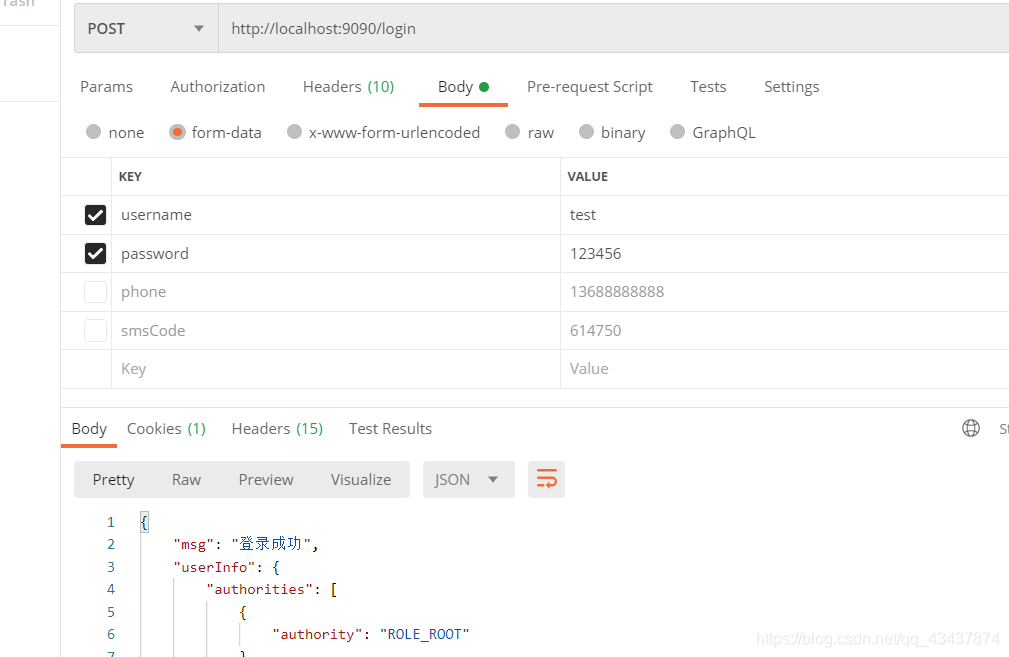 POST http://localhost:9090/login
Params Authorization Headers (10) Body Pre-request Script Tests Settings
none form-data x-www-form-urlencoded raw binary GraphQL
KEY VALUE
username test
password 123456
phone 13688888888
smsCode 614750
Key Value
Body Cookies (1) Headers (15) Test Results
Pretty Raw Preview Visualize JSON
1 {
2 "msg": "登录成功",
3 "userInfo": {
4 "authorities": [
5 {
6 "authority": "ROLE_ROOT"
7 }
https://blog.csdn.net/qq_43437874